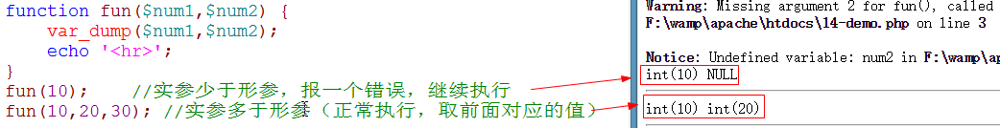 function fun($num1,$num2) {
var_dump($num1,$num2);
echo '<hr>';
}
fun(10); //实参少于形参，报一个错误，继续执行
fun(10,20,30); //实参多于形参（正常执行，取前面对应的值）
Warning: Missing argument 2 for fun(), called
F:\wamp\apache\htdocs\14-demo.php on line 3
Notice: Undefined variable: num2 in F:\wamp\ap
int(10) NULL
int(10) int(20)